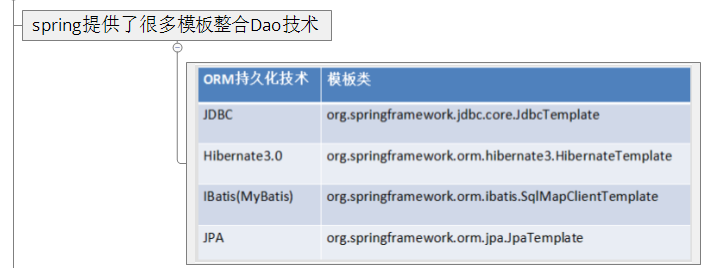 spring提供了很多模板整合Dao技术
ORM持久化技术 模板类
JDBC org.springframework.jdbc.core.JdbcTemplate
Hibernate3.0 org.springframework.orm.hibernate3.HibernateTemplate
IBatis(MyBatis) org.springframework.orm.ibatis.SqlMapClientTemplate
JPA org.springframework.orm.jpa.JpaTemplate